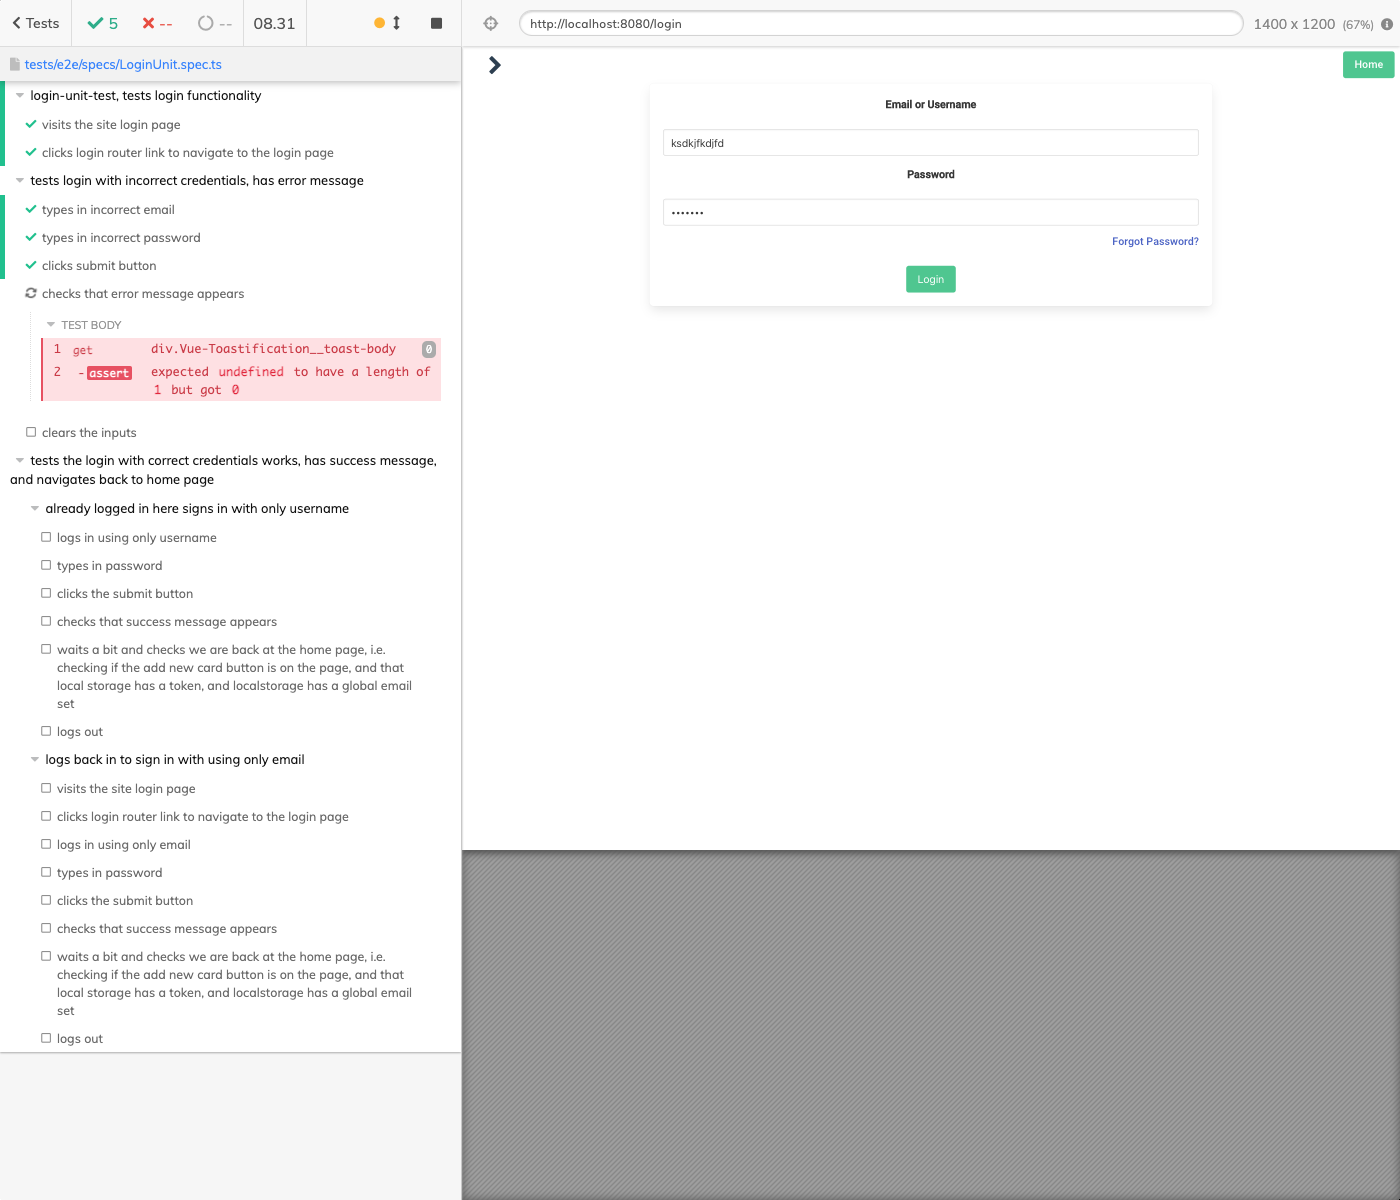 Tests
5
--
--
08.31
http://localhost:8080/login
1400 x 1200 (67%)
tests/e2e/specs/LoginUnit.spec.ts
login-unit-test, tests login functionality
visits the site login page
clicks login router link to navigate to the login page
tests login with incorrect credentials, has error message
types in incorrect email
types in incorrect password
clicks submit button
checks that error message appears
TEST BODY
1 get div.Vue-Toastification__toast-body 0
2 -assert expected undefined to have a length of
1 but got 0
clears the inputs
tests the login with correct credentials works, has success message,
and navigates back to home page
already logged in here signs in with only username
logs in using only username
types in password
clicks the submit button
checks that success message appears
waits a bit and checks we are back at the home page, i.e.
checking if the add new card button is on the page, and that
local storage has a token, and localstorage has a global email
set
logs out
logs back in to sign in with using only email
visits the site login page
clicks login router link to navigate to the login page
logs in using only email
types in password
clicks the submit button
checks that success message appears
waits a bit and checks we are back at the home page, i.e.
checking if the add new card button is on the page, and that
local storage has a token, and localstorage has a global email
set
logs out
Home
Email or Username
ksdkjfkdjfd
Password
•••••••
Forgot Password?
Login